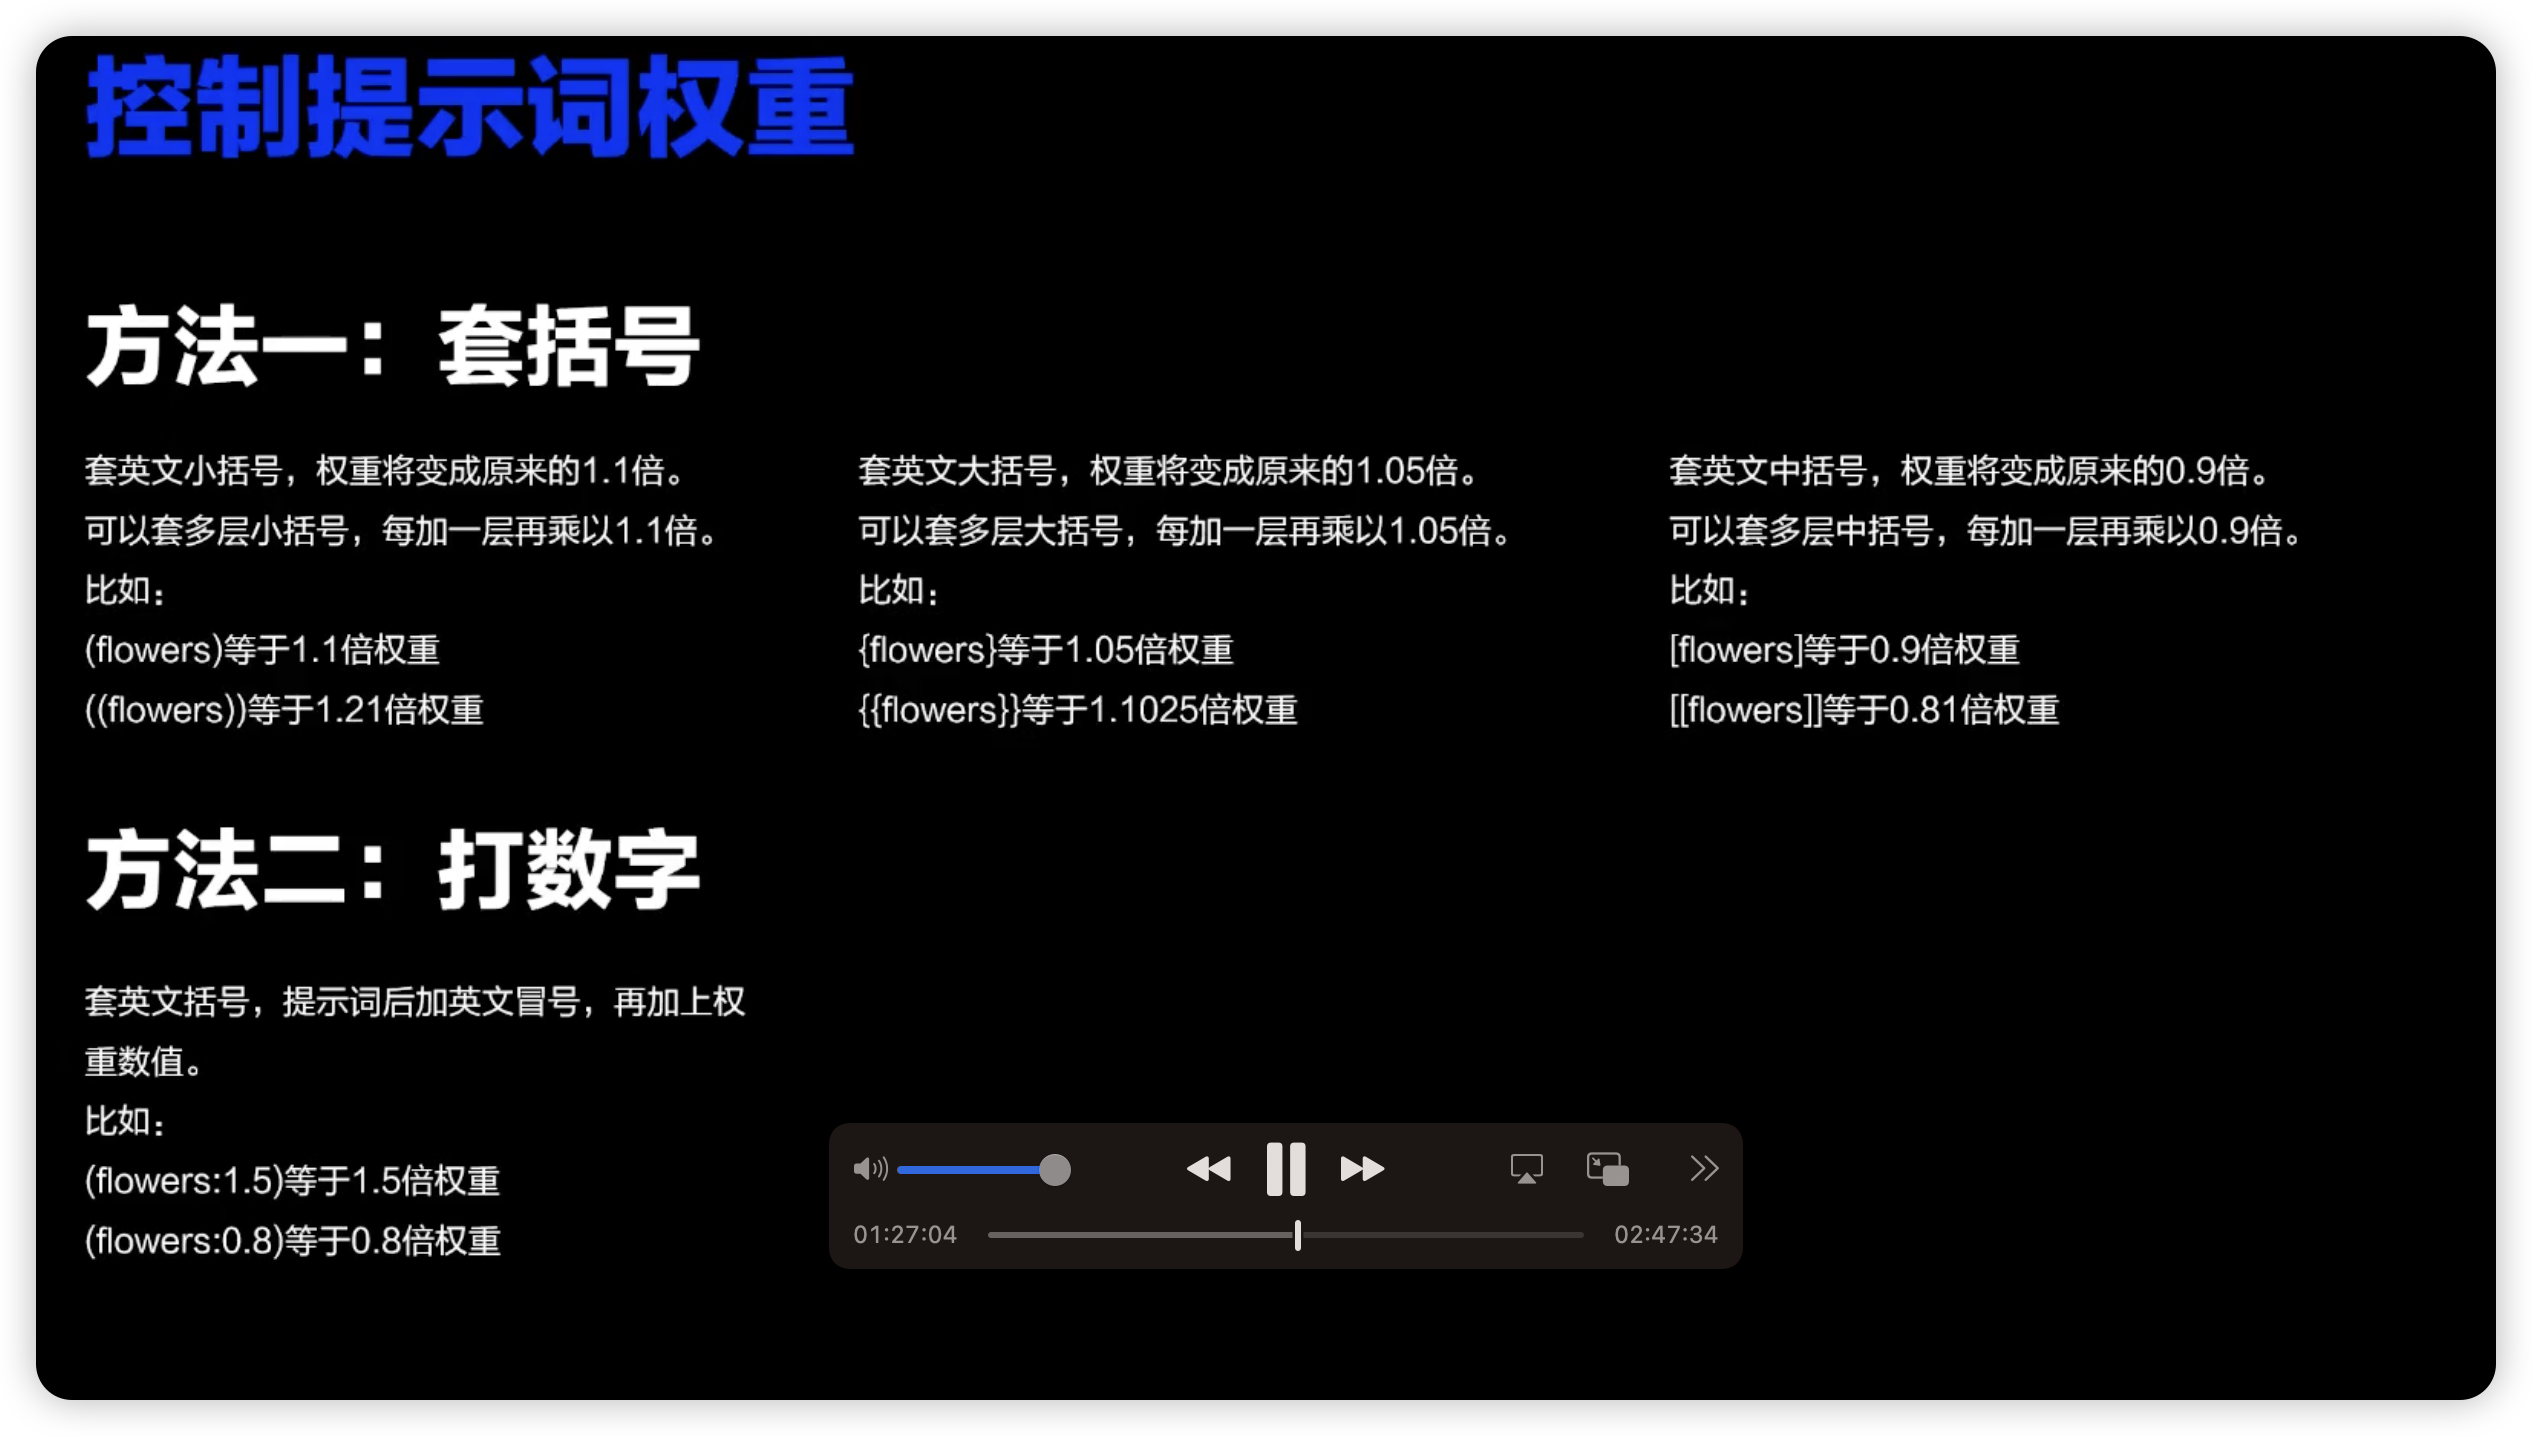 控制提示词权重
方法一：套括号
套英文小括号，权重将变成原来的1.1倍。
可以套多层小括号，每加一层再乘以1.1倍。
比如：
(flowers)等于1.1倍权重
((flowers))等于1.21倍权重
套英文大括号，权重将变成原来的1.05倍。
可以套多层大括号，每加一层再乘以1.05倍。
比如：
{flowers}等于1.05倍权重
{{flowers}}等于1.1025倍权重
套英文中括号，权重将变成原来的0.9倍。
可以套多层中括号，每加一层再乘以0.9倍。
比如：
[flowers]等于0.9倍权重
[[flowers]]等于0.81倍权重
方法二：打数字
套英文括号，提示词后加英文冒号，再加上权
重数值。
比如：
(flowers:1.5)等于1.5倍权重
(flowers:0.8)等于0.8倍权重
01:27:04
02:47:34